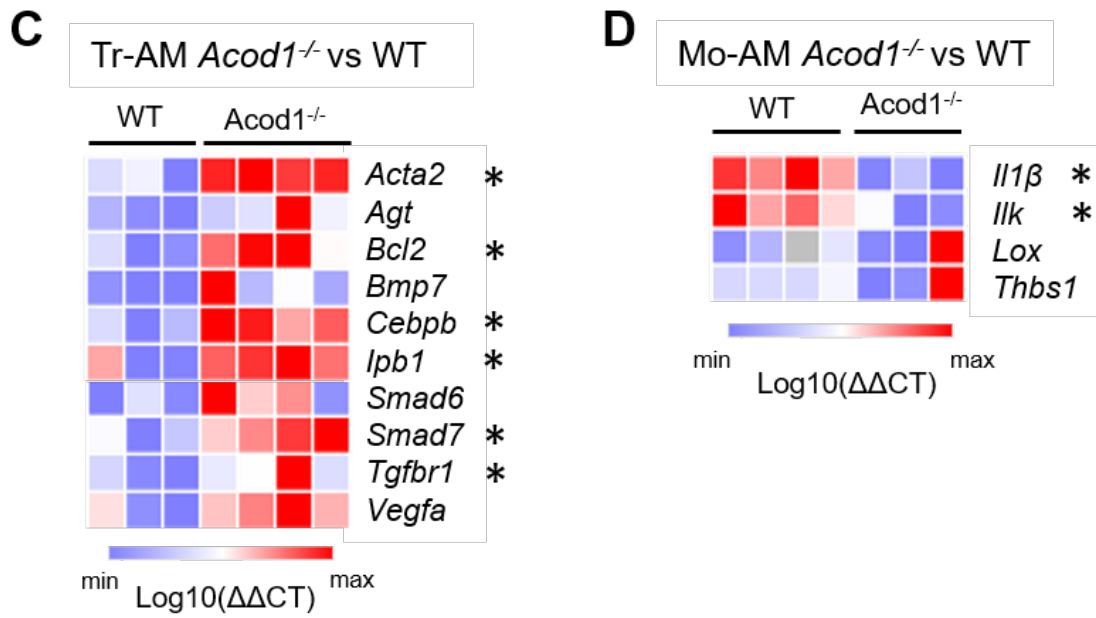 C
Tr-AM Acod1-/- vs WT
WT
Acod1-/-
Acta2 *
Agt
Bcl2 *
Bmp7
Cebpb *
Ipb1 *
Smad6
Smad7 *
Tgfbr1 *
Vegfa
min
max
Log10(ΔΔCT)
D
Mo-AM Acod1-/- vs WT
WT
Acod1-/-
Il1β *
Ilk *
Lox
Thbs1
min
max
Log10(ΔΔCT)